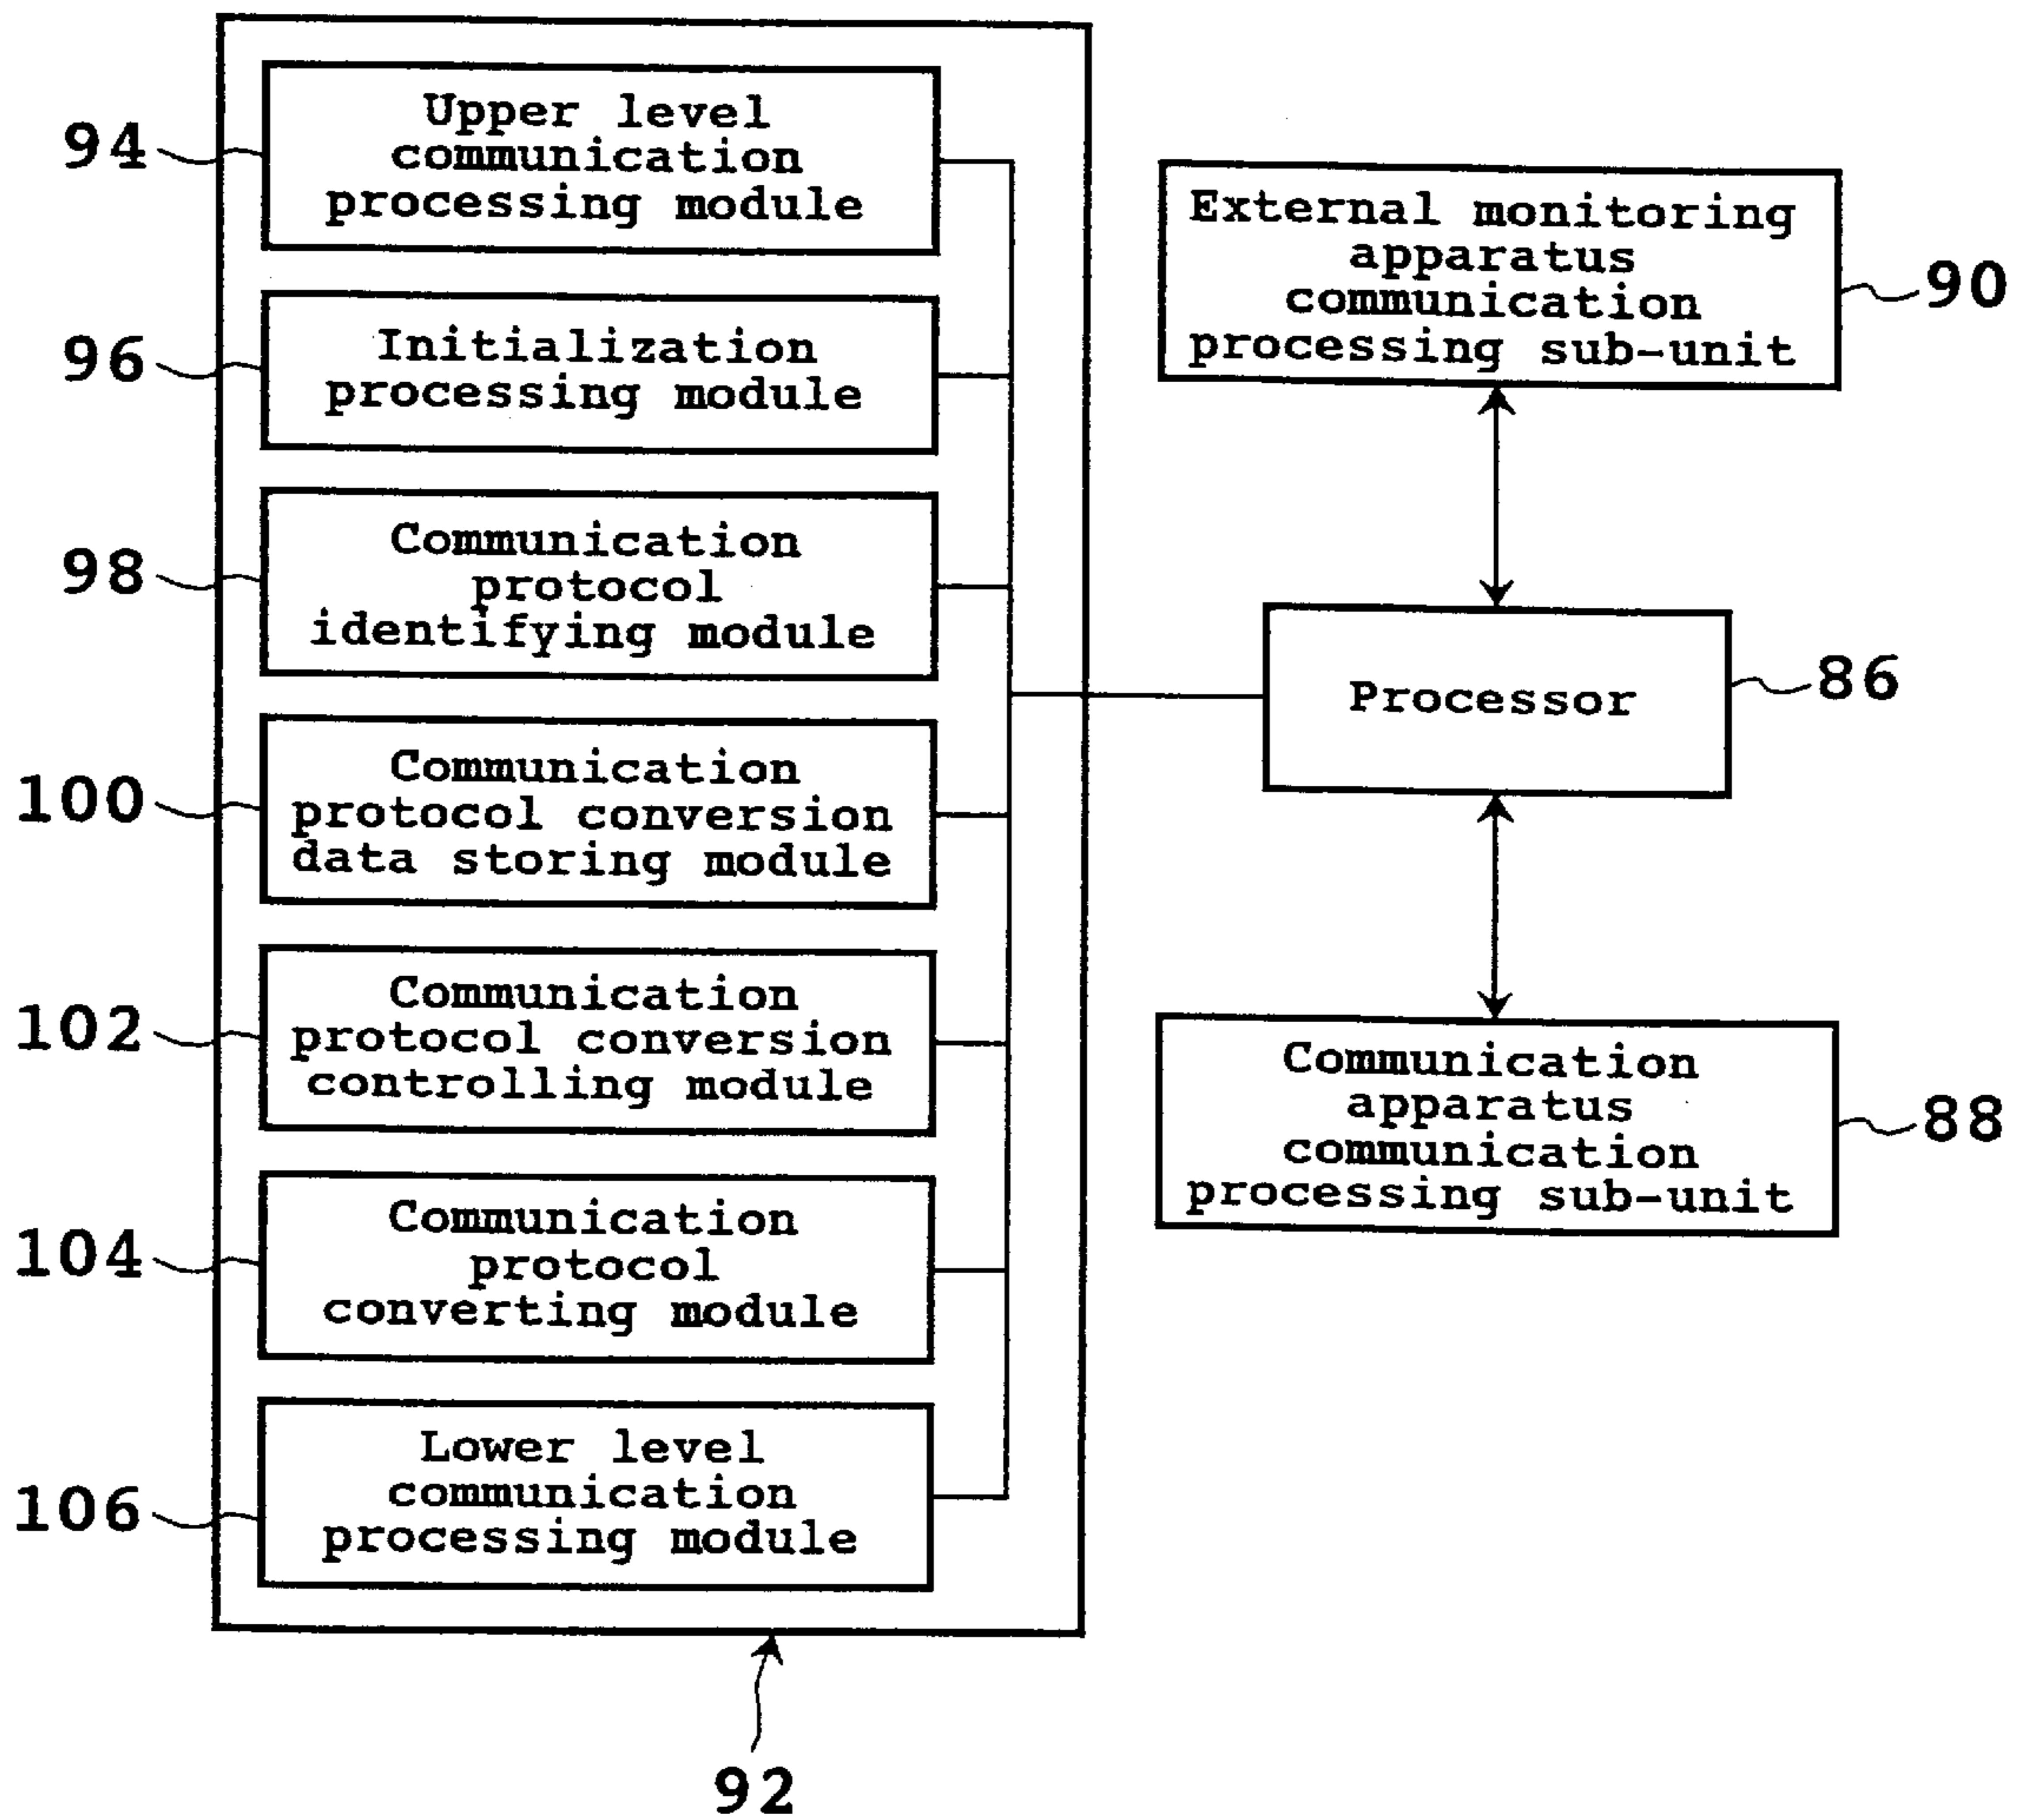 94
Upper level
communication
processing module
96
Initialization
processing module
98
Communication
protocol
identifying module
100
Communication
protocol conversion
data storing module
102
Communication
protocol conversion
controlling module
104
Communication
protocol
converting module
106
Lower level
communication
processing module
92
External monitoring
apparatus
communication
processing sub-unit
90
Processor
86
Communication
apparatus
communication
processing sub-unit
88